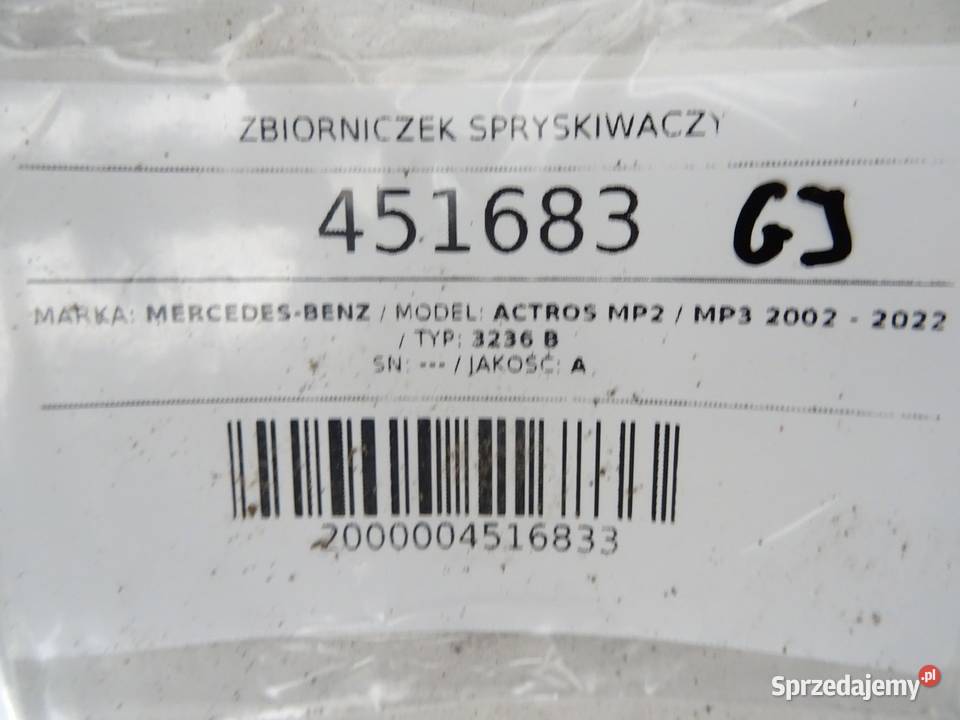 ZBIORNICZEK SPRYSKIWACZY
451683 GJ
MARKA: MERCEDES-BENZ / MODEL: ACTROS MP2 / MP3 2002 - 2022
/ TYP: 3236 B
SN: --- / JAKOŚĆ: A
2000004516833
Sprzedajemy.pl